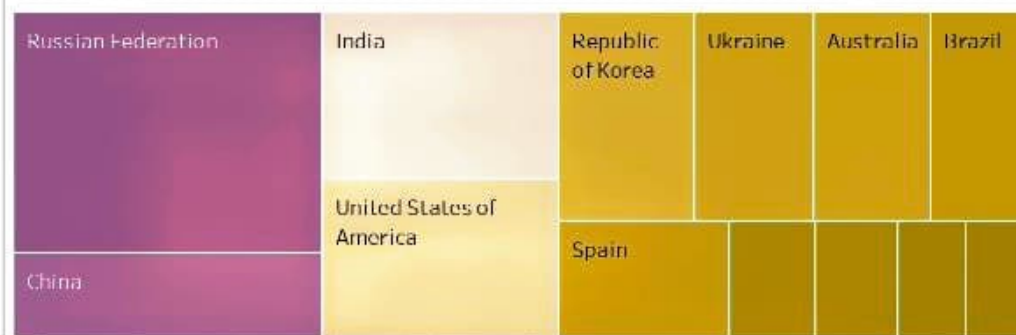 Russian Federation
China
India
United States of
America
Republic
of Korea
Ukraine
Australia
Brazil
Spain